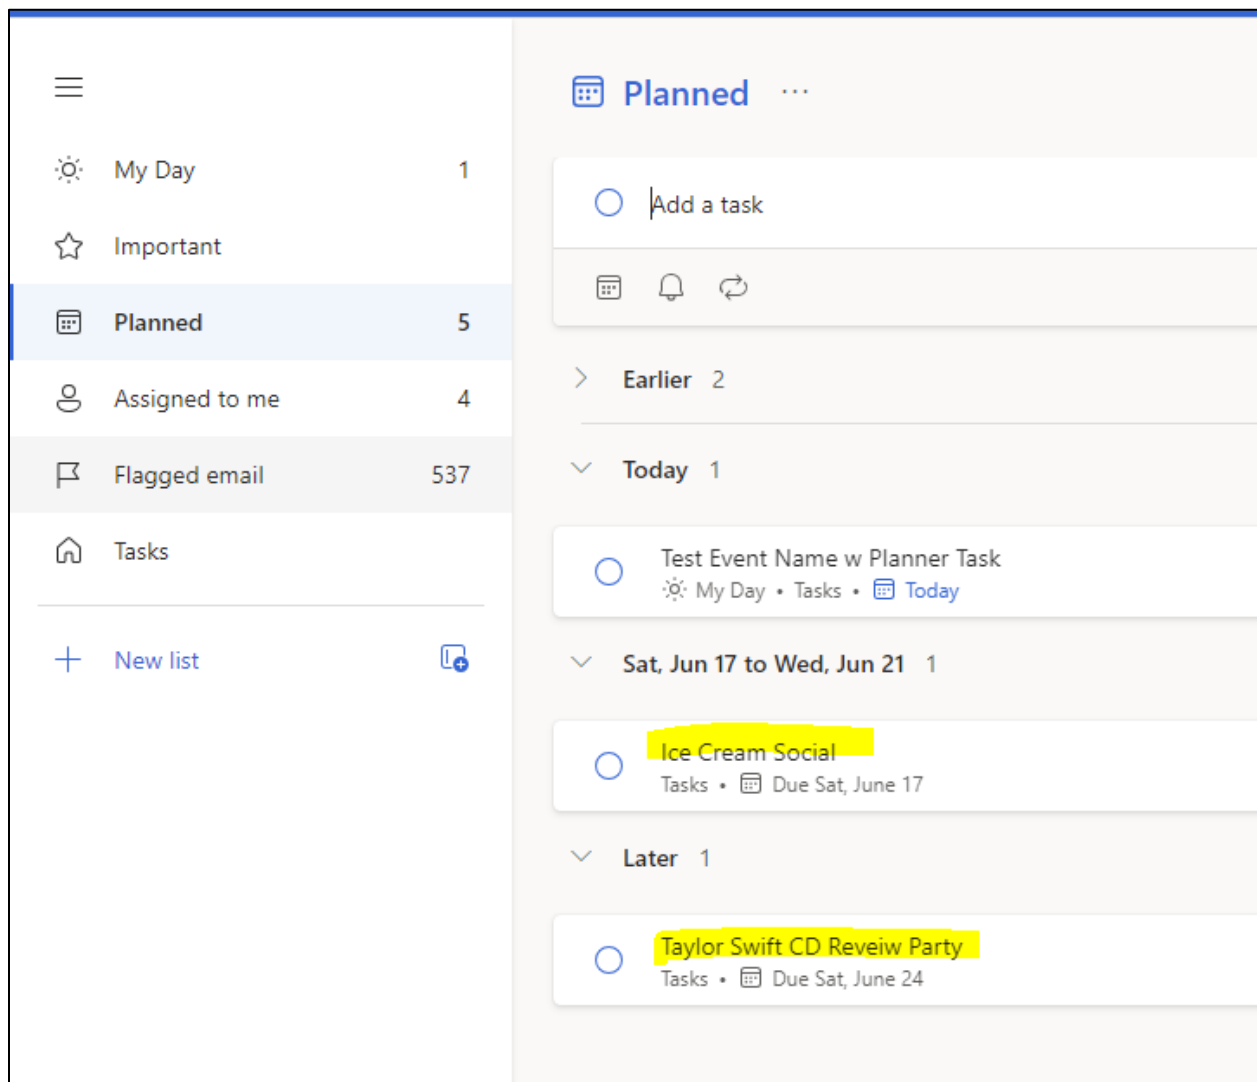 My Day 1
Important
Planned 5
Assigned to me 4
Flagged email 537
Tasks
New list
Planned ...
Add a task
Earlier 2
Today 1
Test Event Name w Planner Task
My Day • Tasks • Today
Sat, Jun 17 to Wed, Jun 21 1
Ice Cream Social
Tasks • Due Sat, June 17
Later 1
Taylor Swift CD Reveiw Party
Tasks • Due Sat, June 24